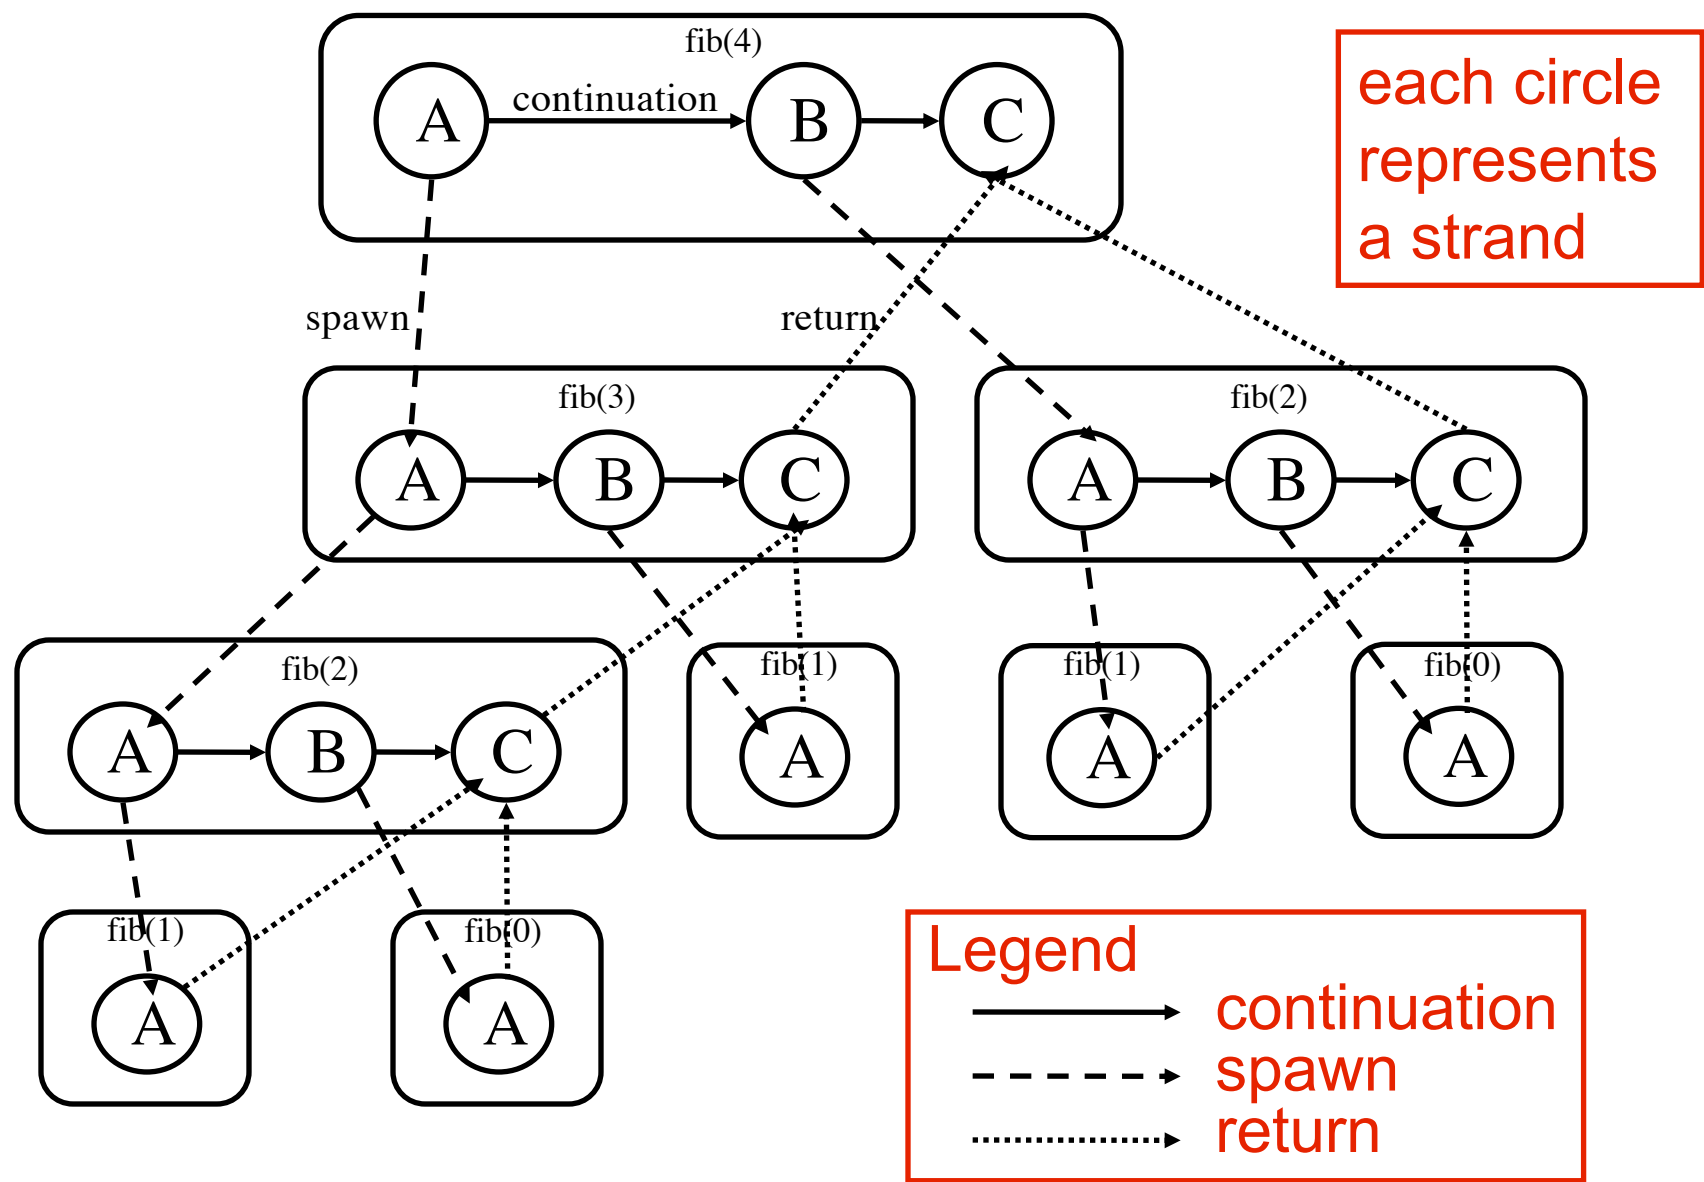 fib(4)
each circle
represents
a strand
A continuation B C
spawn
return
fib(3)
fib(2)
A B C
A B C
fib(2)
fib(1)
fib(1)
fib(0)
A B C
A
A
A
fib(1)
fib(0)
A
A
Legend
continuation
spawn
return